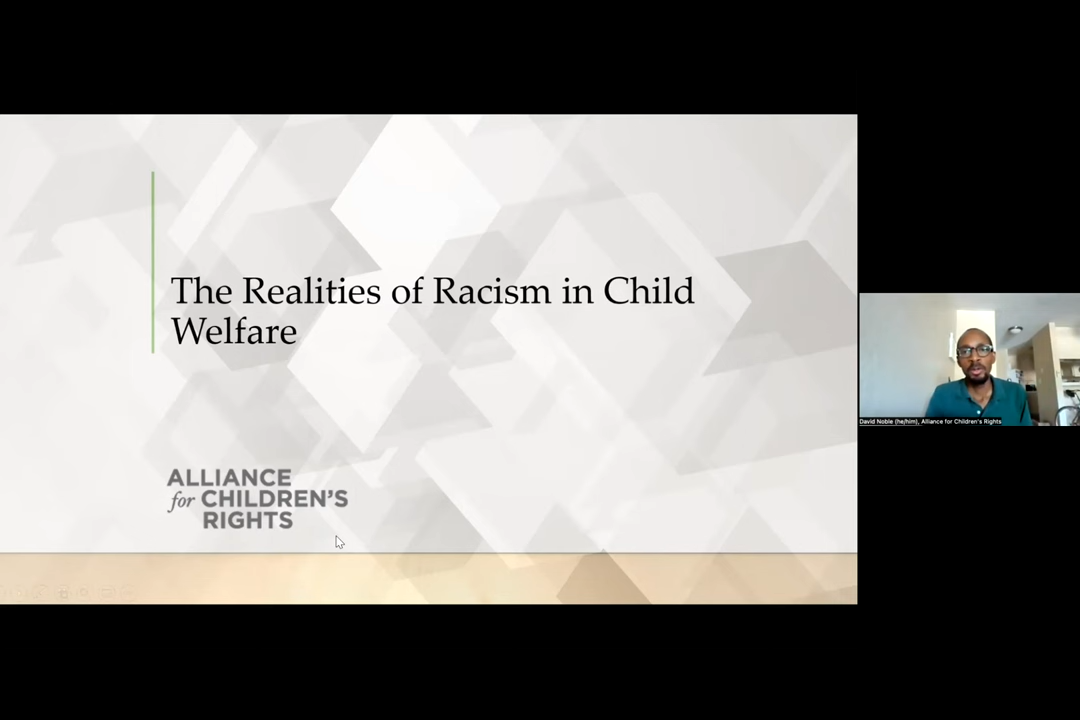 The Realities of Racism in Child
Welfare
ALLIANCE
for CHILDREN'S
RIGHTS
David Noble (he/him), Alliance for Children's Rights